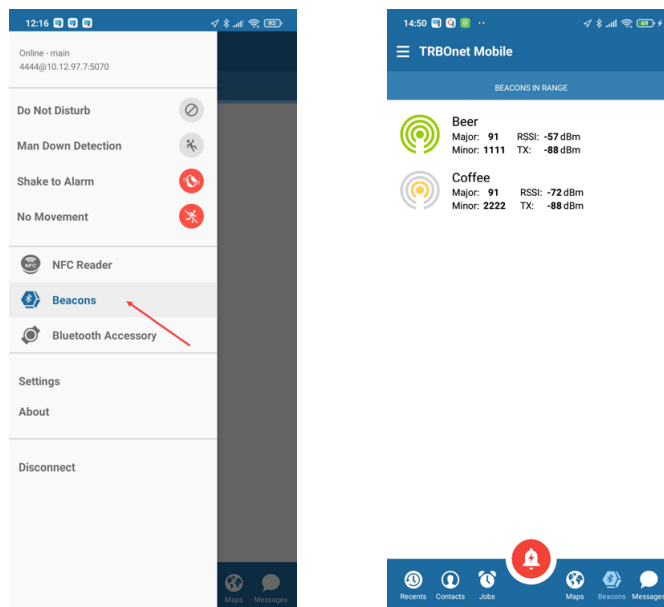 12:16
92
Online - main
4444@10.12.97.7:5070
Do Not Disturb
Man Down Detection
Shake to Alarm
No Movement
NFC
NFC Reader
Beacons
Bluetooth Accessory
Settings
About
Disconnect
Maps Messages
14:50
69
TRBOnet Mobile
BEACONS IN RANGE
Beer
Major: 91 RSSI: -57 dBm
Minor: 1111 TX: -88 dBm
Coffee
Major: 91 RSSI: -72 dBm
Minor: 2222 TX: -88 dBm
Recents Contacts Jobs Maps Beacons Messages